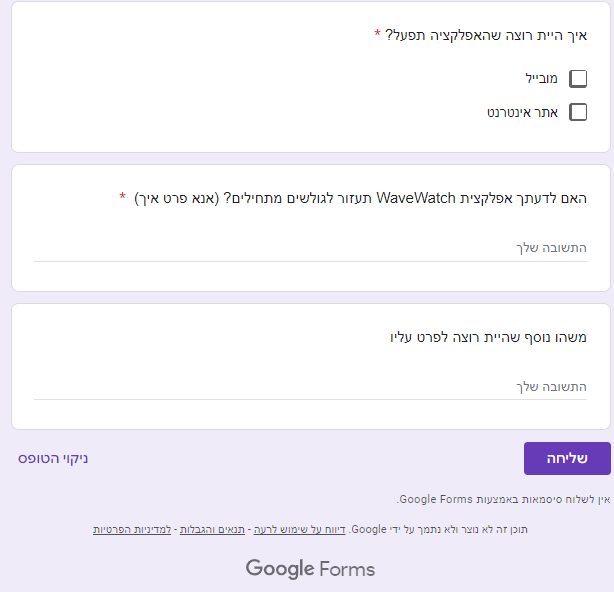 איך היית רוצה שהאפלקציה תפעל? *
מובייל
אתר אינטרנט
האם לדעתך אפלקצית WaveWatch תעזור לגולשים מתחילים? (אנא פרט איך) *
התשובה שלך
משהו נוסף שהיית רוצה לפרט עליו
התשובה שלך
שליחה
ניקוי הטופס
אין לשלוח סיסמאות באמצעות Google Forms.
תוכן זה לא נוצר ולא נתמך על ידי Google. דיווח על שימוש לרעה - תנאים והגבלות - למדיניות הפרטיות
Google Forms